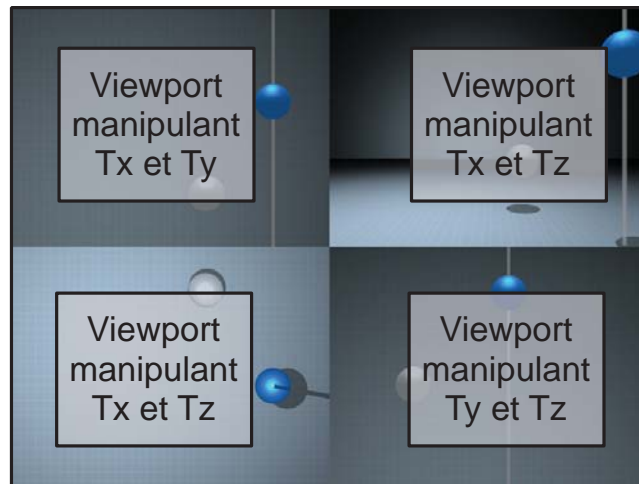 Viewport
manipulant
Tx et Ty
Viewport
manipulant
Tx et Tz
Viewport
manipulant
Tx et Tz
Viewport
manipulant
Ty et Tz